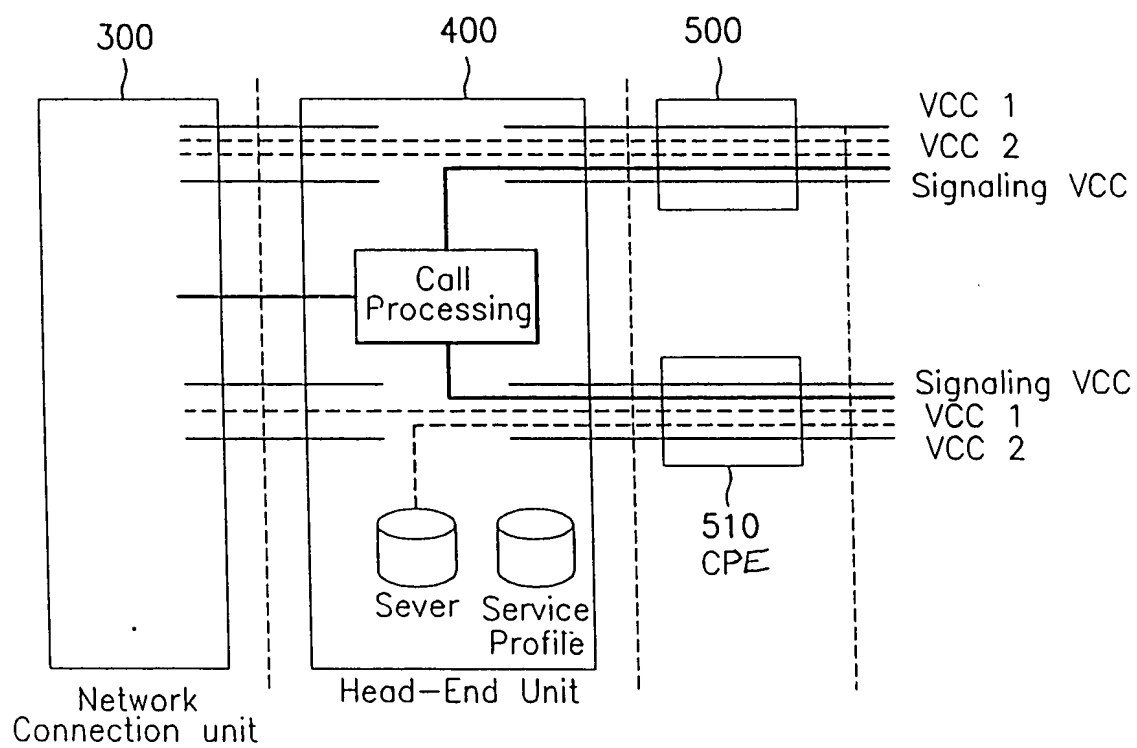 300
400
500
VCC 1
VCC 2
Signaling VCC
Call
Processing
Signaling VCC
VCC 1
VCC 2
510
CPE
Sever
Service
Profile
Head-End Unit
Network
Connection unit